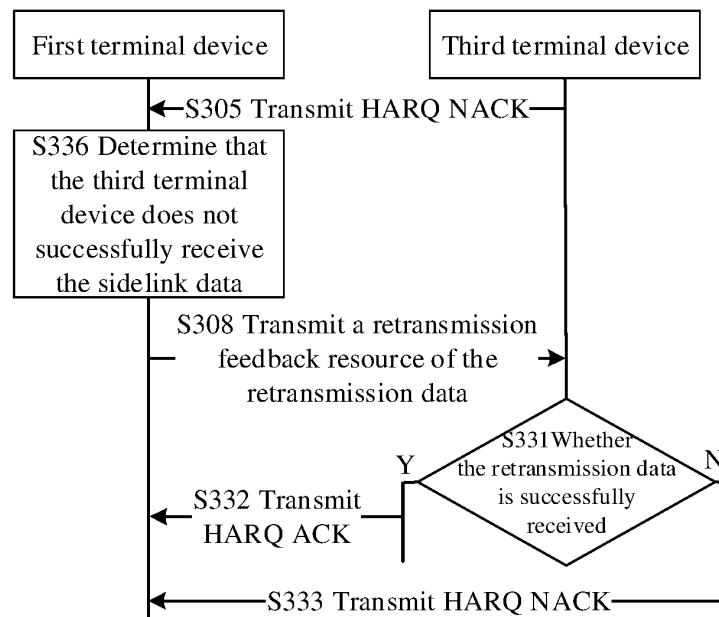 First terminal device
Third terminal device
S305 Transmit HARQ NACK
S336 Determine that
the third terminal
device does not
successfully receive
the sidelink data
S308 Transmit a retransmission
feedback resource of the
retransmission data
S331Whether
the retransmission data
is successfully
received
Y
N
S332 Transmit
HARQ ACK
S333 Transmit HARQ NACK